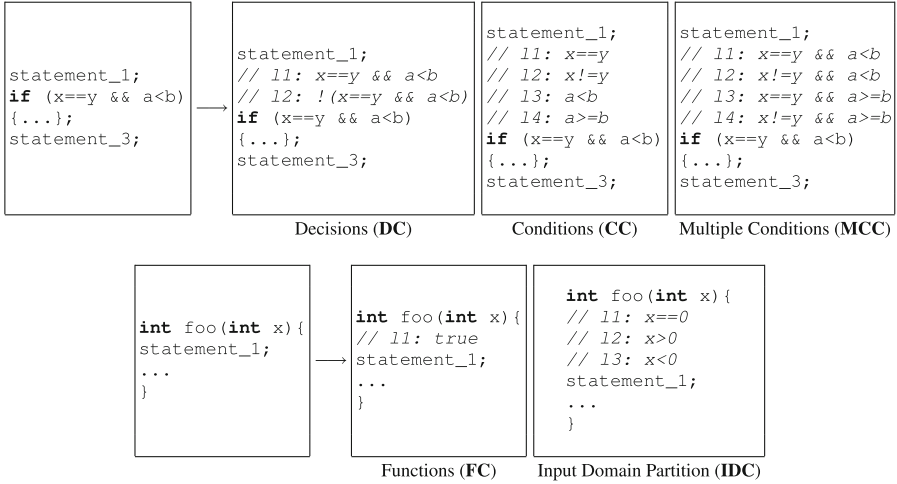 statement_1;
if (x==y && a<b)
{...};
statement_3;
statement_1;
// l1: x==y && a<b
// l2: !(x==y && a<b)
if (x==y && a<b)
{...};
statement_3;
Decisions (DC)
statement_1;
// l1: x==y
// l2: x!=y
// l3: a<b
// l4: a>=b
if (x==y && a<b)
{...};
statement_3;
Conditions (CC)
statement_1;
// l1: x==y && a<b
// l2: x!=y && a<b
// l3: x==y && a>=b
// l4: x!=y && a>=b
if (x==y && a<b)
{...};
statement_3;
Multiple Conditions (MCC)
int foo(int x){
statement_1;
...
}
int foo(int x){
// l1: true
statement_1;
...
}
Functions (FC)
int foo(int x){
// l1: x==0
// l2: x>0
// l3: x<0
statement_1;
...
}
Input Domain Partition (IDC)